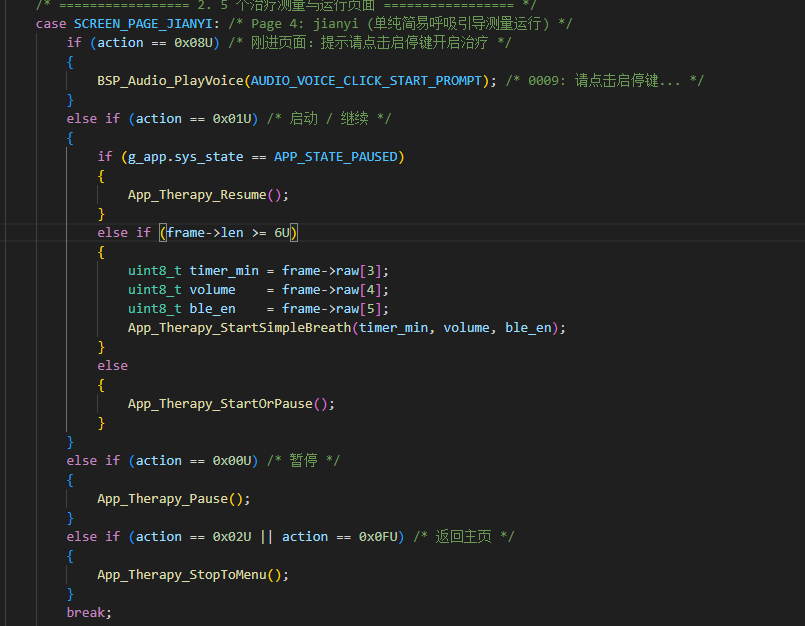 /* ================= 2. 5 个治疗测量与运行页面 ================= */
case SCREEN_PAGE_JIANYI: /* Page 4: jianyi (单纯简易呼吸引导测量运行) */
if (action == 0x08U) /* 刚进页面: 提示请点击启停键开启治疗 */
{
BSP_Audio_PlayVoice(AUDIO_VOICE_CLICK_START_PROMPT); /* 0009: 请点击启停键... */
}
else if (action == 0x01U) /* 启动 / 继续 */
{
if (g_app.sys_state == APP_STATE_PAUSED)
{
App_Therapy_Resume();
}
else if (frame->len >= 6U)
{
uint8_t timer_min = frame->raw[3];
uint8_t volume    = frame->raw[4];
uint8_t ble_en    = frame->raw[5];
App_Therapy_StartSimpleBreath(timer_min, volume, ble_en);
}
else
{
App_Therapy_StartOrPause();
}
}
else if (action == 0x00U) /* 暂停 */
{
App_Therapy_Pause();
}
else if (action == 0x02U || action == 0x0FU) /* 返回主页 */
{
App_Therapy_StopToMenu();
}
break;